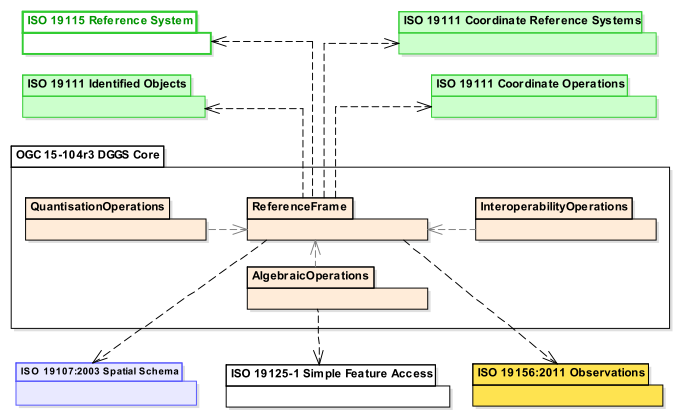 ISO 19115 Reference System
ISO 19111 Coordinate Reference Systems
ISO 19111 Identified Objects
ISO 19111 Coordinate Operations
OGC 15-104r3 DGGS Core
QuantisationOperations
ReferenceFrame
InteroperabilityOperations
AlgebraicOperations
ISO 19107:2003 Spatial Schema
ISO 19125-1 Simple Feature Access
ISO 19156:2011 Observations